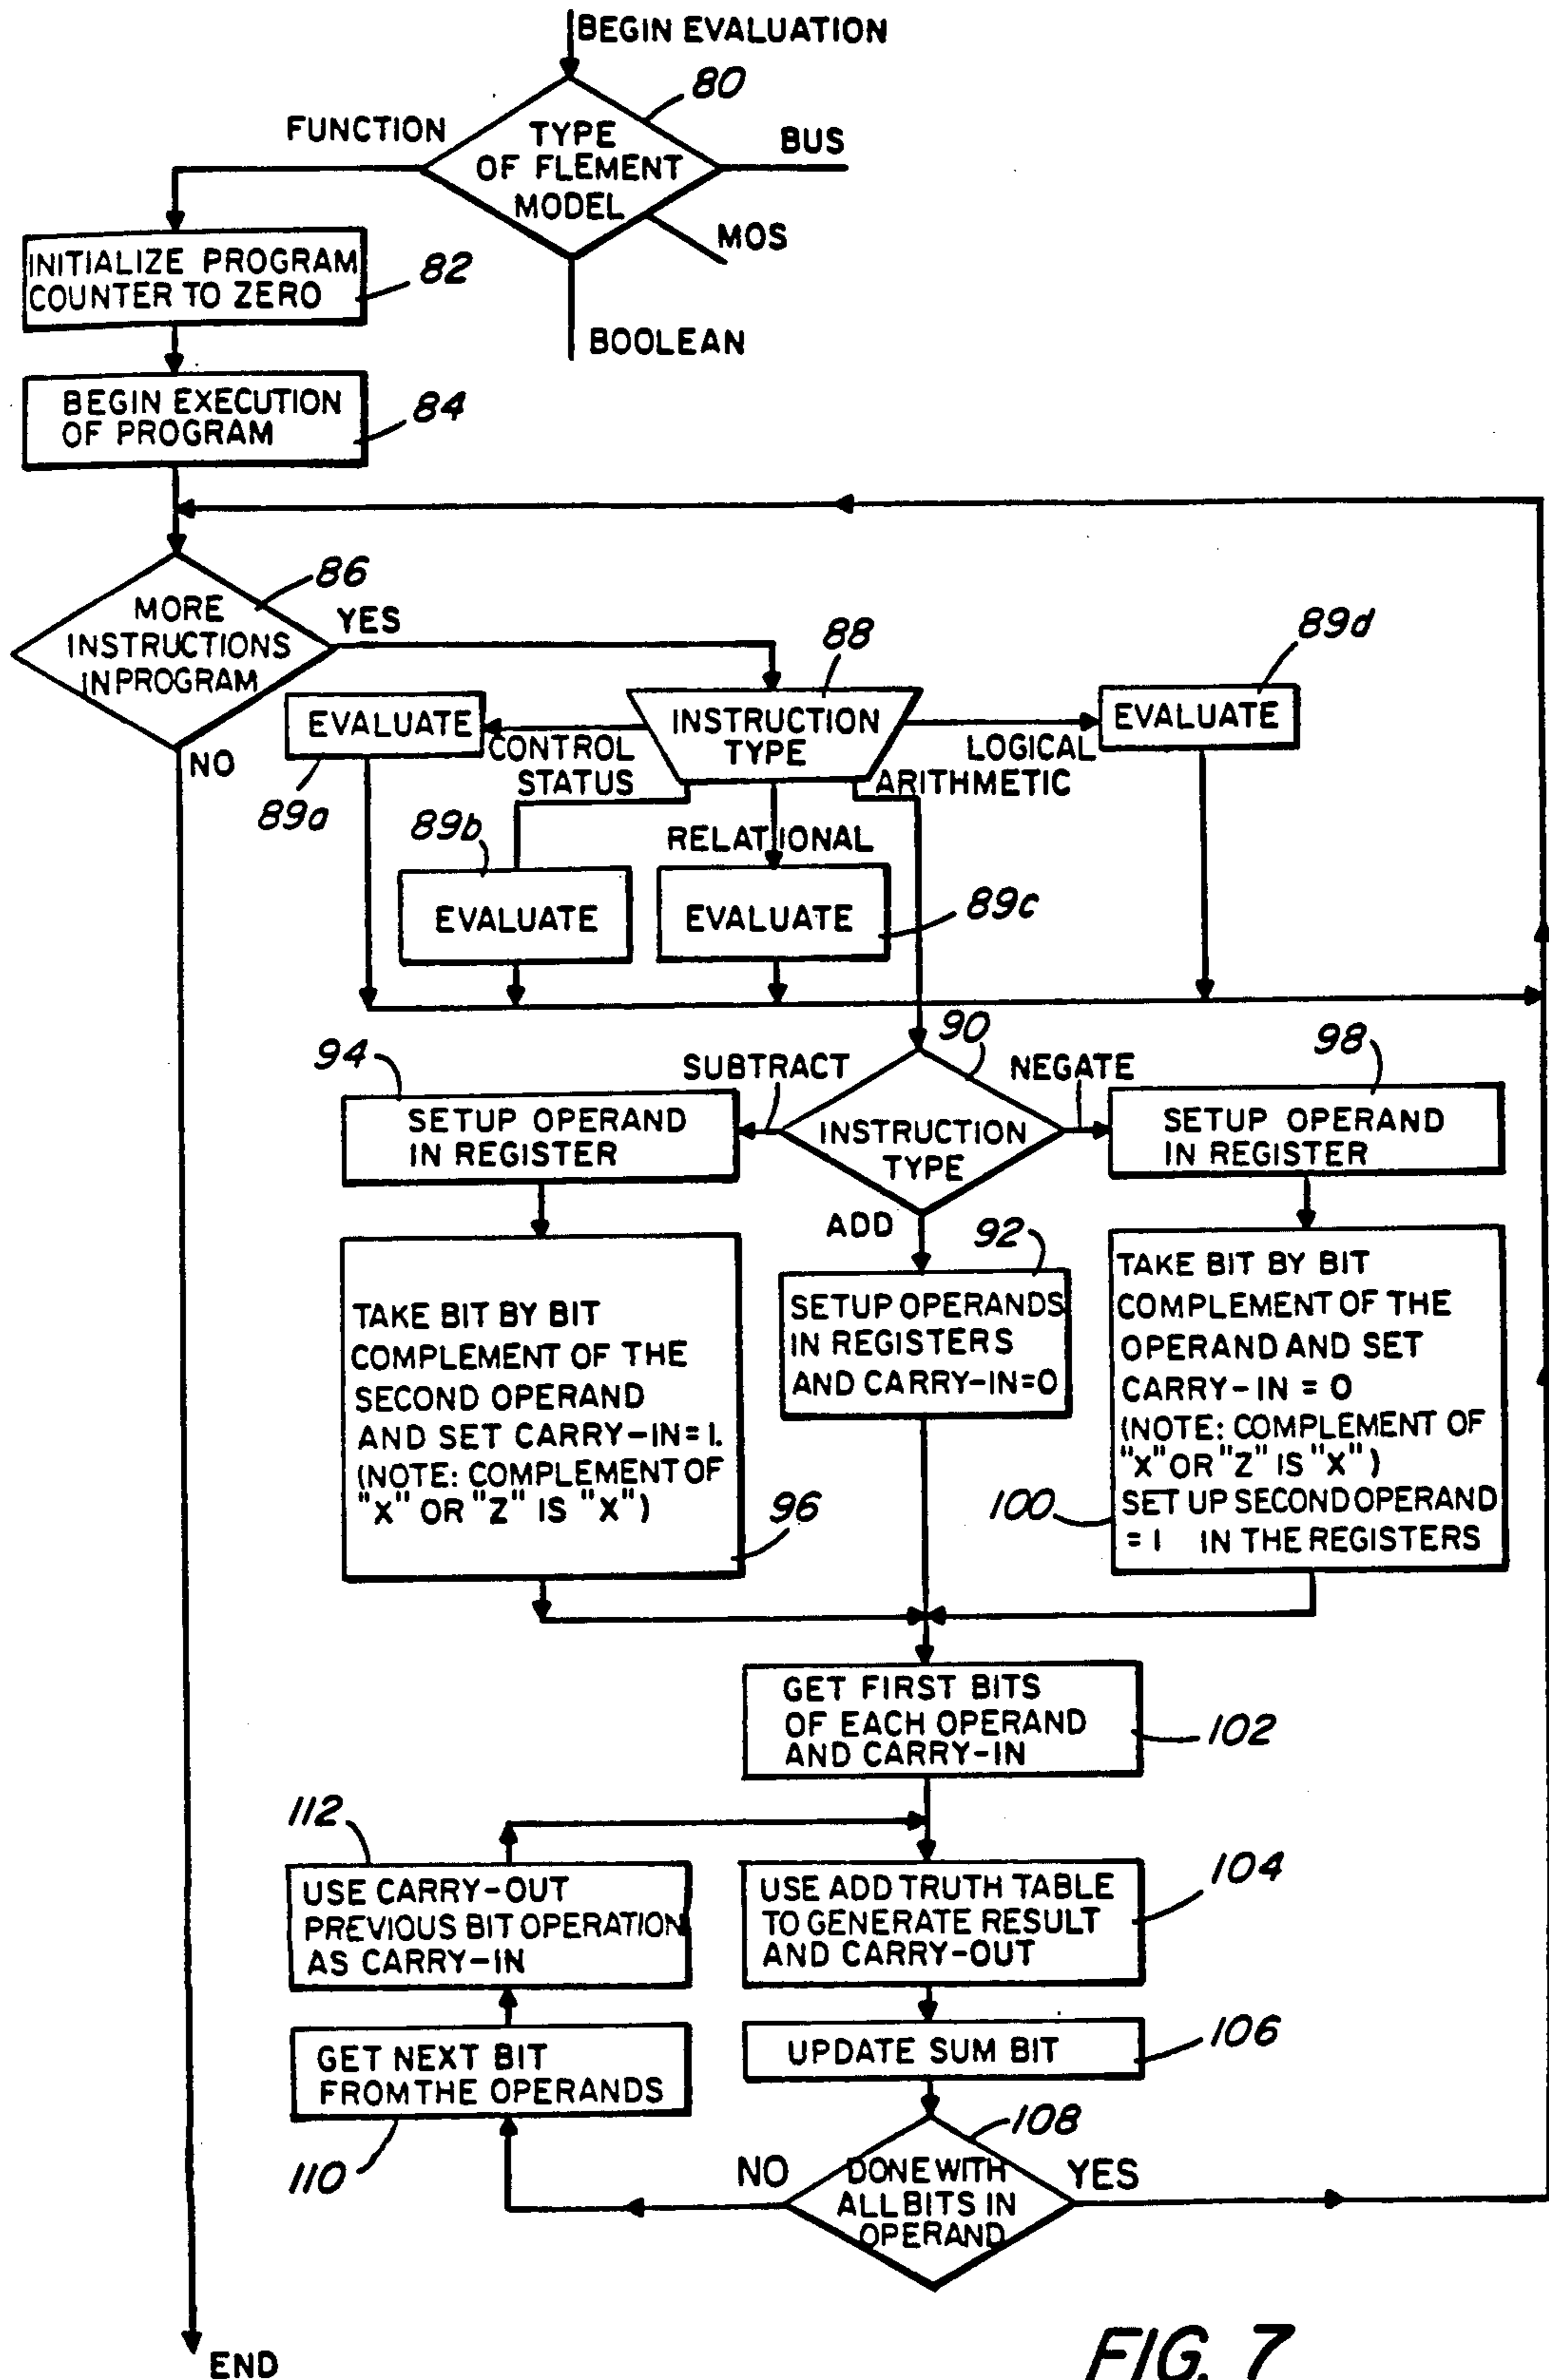 BEGIN EVALUATION
80
TYPE
OF FLEMENT
MODEL
FUNCTION
BUS
MOS
BOOLEAN
INITIALIZE PROGRAM
COUNTER TO ZERO
82
BEGIN EXECUTION
OF PROGRAM
84
86
MORE
INSTRUCTIONS
IN PROGRAM
YES
NO
88
INSTRUCTION
TYPE
89d
EVALUATE
EVALUATE
CONTROL
STATUS
LOGICAL
ARITHMETIC
89a
89b
RELATIONAL
EVALUATE
EVALUATE
89c
90
94
SUBTRACT
NEGATE
98
SETUP OPERAND
IN REGISTER
INSTRUCTION
TYPE
SETUP OPERAND
IN REGISTER
ADD
92
TAKE BIT BY BIT
COMPLEMENT OF THE
SECOND OPERAND
AND SET CARRY-IN=1.
(NOTE: COMPLEMENT OF
"X" OR "Z" IS "X")
96
SETUP OPERANDS
IN REGISTERS
AND CARRY-IN=0
TAKE BIT BY BIT
COMPLEMENT OF THE
OPERAND AND SET
CARRY-IN = 0
(NOTE: COMPLEMENT OF
"X" OR "Z" IS "X")
SET UP SECOND OPERAND
= 1 IN THE REGISTERS
100
GET FIRST BITS
OF EACH OPERAND
AND CARRY-IN
102
112
USE CARRY-OUT
PREVIOUS BIT OPERATION
AS CARRY-IN
USE ADD TRUTH TABLE
TO GENERATE RESULT
AND CARRY-OUT
104
GET NEXT BIT
FROM THE OPERANDS
110
UPDATE SUM BIT
106
108
NO
DONE WITH
ALL BITS IN
OPERAND
YES
END
FIG. 7